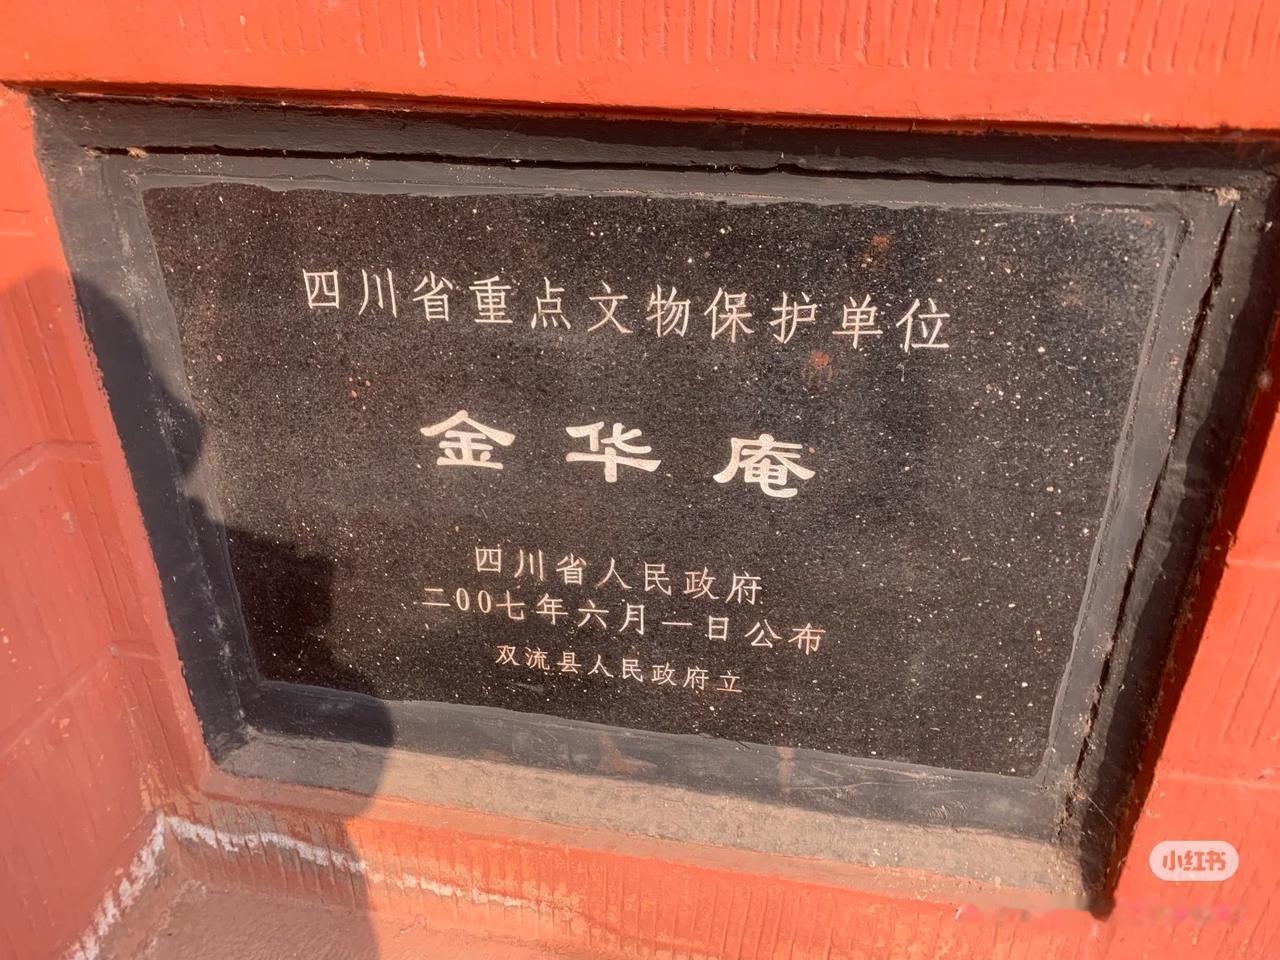 四川省重点文物保护单位
金华庵
四川省人民政府
二00七年六月一日公布
双流县人民政府立
小红书